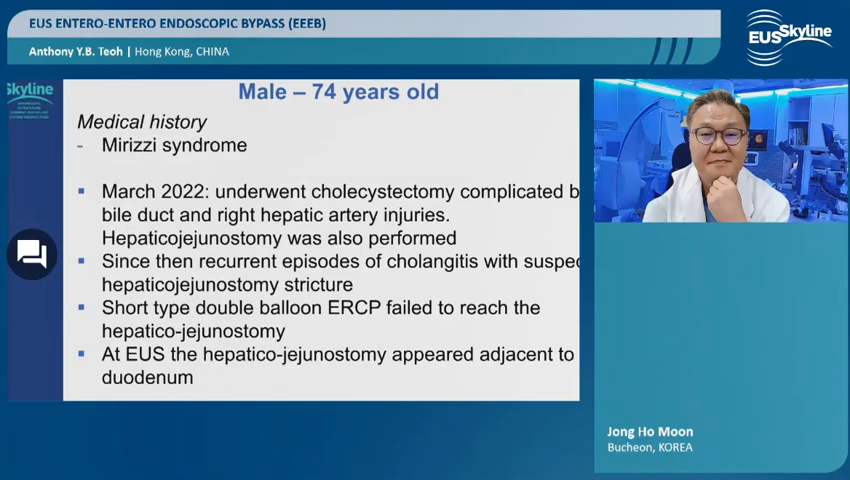 EUS ENTERO-ENTERO ENDOSCOPIC BYPASS (EEEB)
Anthony Y.B. Teoh | Hong Kong, CHINA
EUS Skyline
Skyline
Male – 74 years old
Medical history
- Mirizzi syndrome
▪ March 2022: underwent cholecystectomy complicated b
bile duct and right hepatic artery injuries.
Hepaticojejunostomy was also performed
▪ Since then recurrent episodes of cholangitis with suspec
hepaticojejunostomy stricture
▪ Short type double balloon ERCP failed to reach the
hepatico-jejunostomy
▪ At EUS the hepatico-jejunostomy appeared adjacent to
duodenum
Jong Ho Moon
Bucheon, KOREA